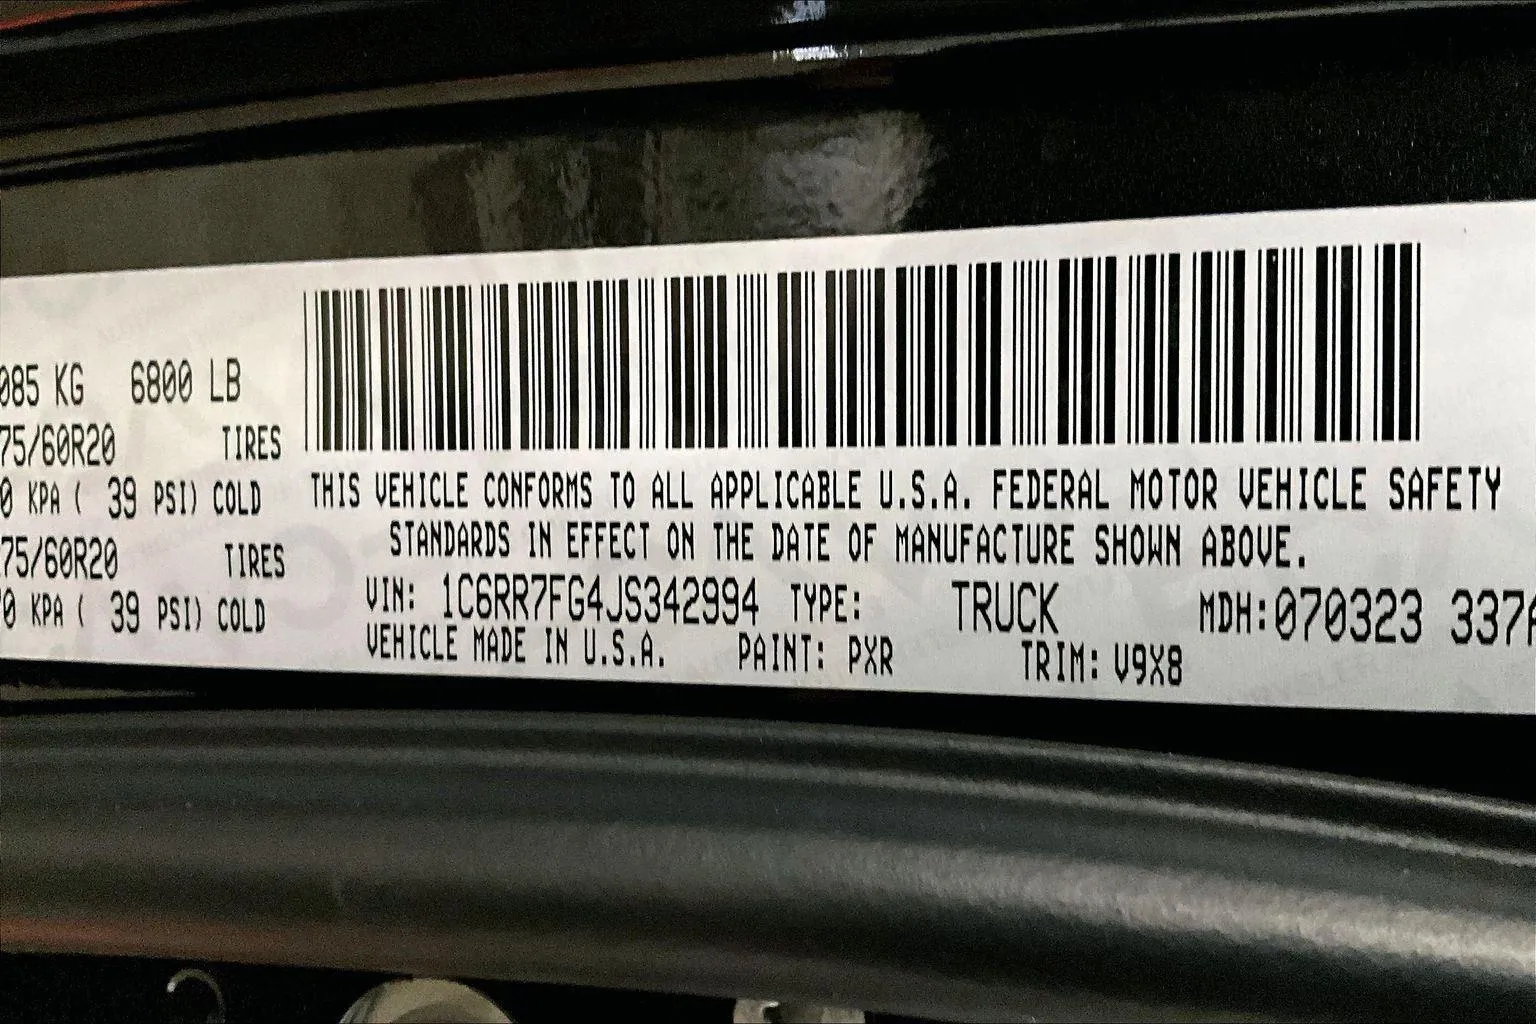 085 KG 6800 LB
75/60R20 TIRES
0 KPA ( 39 PSI) COLD
75/60R20 TIRES
0 KPA ( 39 PSI) COLD
THIS VEHICLE CONFORMS TO ALL APPLICABLE U.S.A. FEDERAL MOTOR VEHICLE SAFETY
STANDARDS IN EFFECT ON THE DATE OF MANUFACTURE SHOWN ABOVE.
VIN: 1C6RR7FG4JS342994 TYPE: TRUCK MDH:070323 337
VEHICLE MADE IN U.S.A. PAINT: PXR TRIM: V9X8